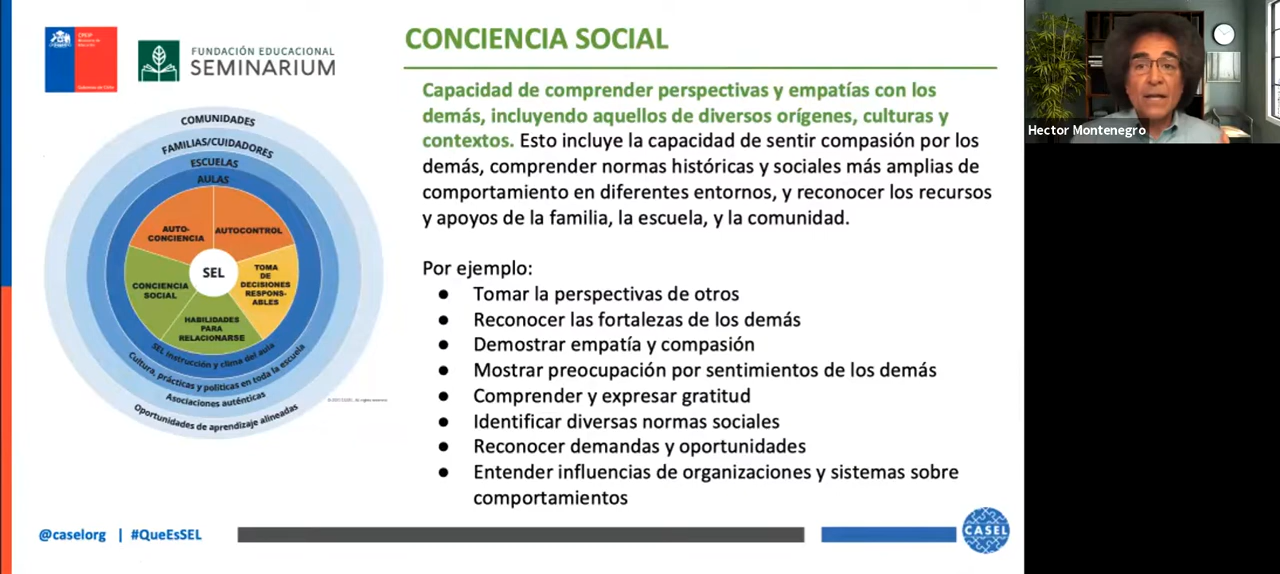 CONCIENCIA SOCIAL
FUNDACIÓN EDUCACIONAL
SEMINARIUM
CPEIP
Capacidad de comprender perspectivas y empatías con los
demás, incluyendo aquellos de diversos orígenes, culturas y
contextos. Esto incluye la capacidad de sentir compasión por los
demás, comprender normas históricas y sociales más amplias de
comportamiento en diferentes entornos, y reconocer los recursos
y apoyos de la familia, la escuela, y la comunidad.
Por ejemplo:
● Tomar la perspectivas de otros
● Reconocer las fortalezas de los demás
● Demostrar empatía y compasión
● Mostrar preocupación por sentimientos de los demás
● Comprender y expresar gratitud
● Identificar diversas normas sociales
● Reconocer demandas y oportunidades
● Entender influencias de organizaciones y sistemas sobre
comportamientos
COMUNIDADES
FAMILIAS/CUIDADORES
ESCUELAS
AULAS
AUTO-
CONCIENCIA
AUTOCONTROL
SEL
TOMA
DE
DECISIONES
RESPONS-
ABLES
CONCIENCIA
SOCIAL
HABILIDADES
PARA
RELACIONARSE
SEL instrucción y clima del aula
Cultura, prácticas y políticas en toda la escuela
Asociaciones auténticas
Oportunidades de aprendizaje alineadas
@caselorg | #QueEsSEL
CASEL
Hector Montenegro